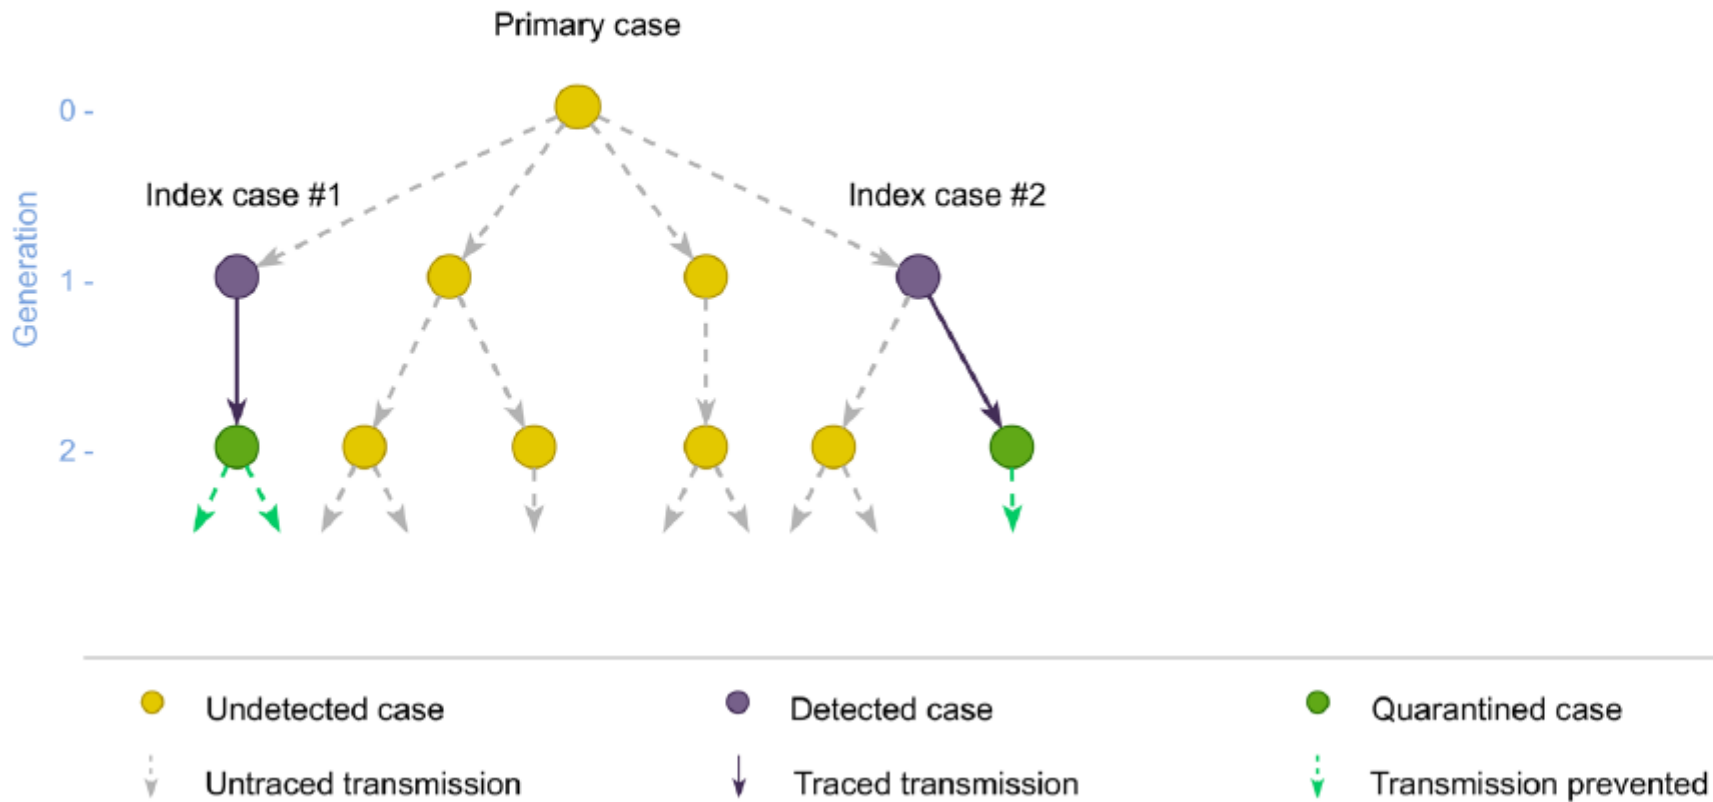 Primary case
0 -
Index case #1
Index case #2
Generation
1 -
2 -
Undetected case
Detected case
Quarantined case
Untraced transmission
Traced transmission
Transmission prevented